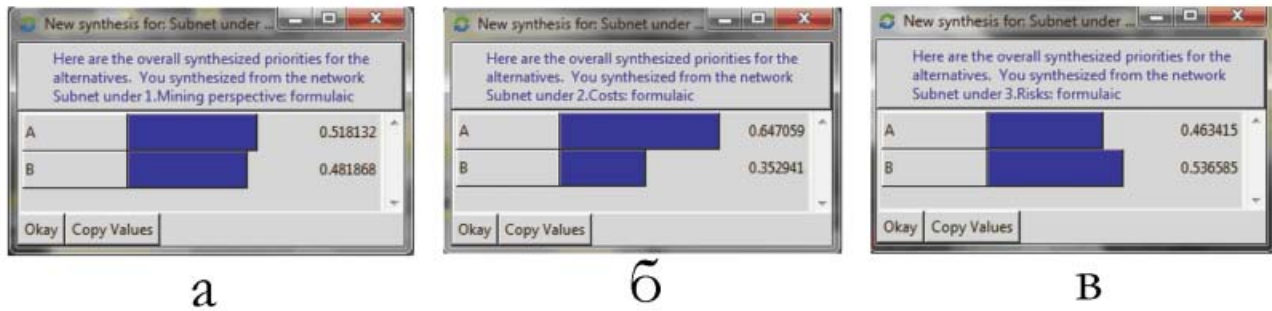 New synthesis for: Subnet under ...
Here are the overall synthesized priorities for the
alternatives. You synthesized from the network
Subnet under 1.Mining perspective: formulaic
A 0.518132
B 0.481868
Okay Copy Values
а
New synthesis for: Subnet under ...
Here are the overall synthesized priorities for the
alternatives. You synthesized from the network
Subnet under 2.Costs: formulaic
A 0.647059
B 0.352941
Okay Copy Values
б
New synthesis for: Subnet under ...
Here are the overall synthesized priorities for the
alternatives. You synthesized from the network
Subnet under 3.Risks: formulaic
A 0.463415
B 0.536585
Okay Copy Values
в